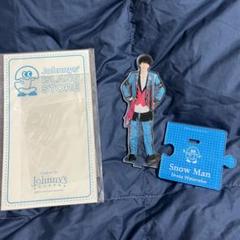 Johnny's
ISLAND STORE
Johnny's
Snow Man
Shota Watanabe